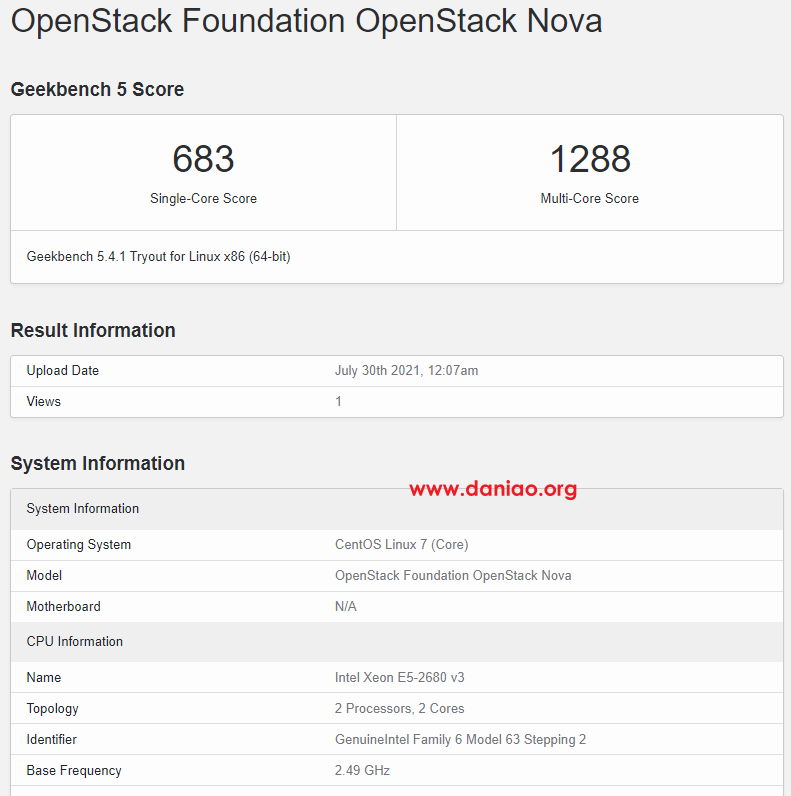 OpenStack Foundation OpenStack Nova
Geekbench 5 Score
683 1288
Single-Core Score Multi-Core Score
Geekbench 5.4.1 Tryout for Linux x86 (64-bit)
Result Information
Upload Date July 30th 2021, 12:07am
Views 1
System Information
www.daniao.org
System Information
Operating System CentOS Linux 7 (Core)
Model OpenStack Foundation OpenStack Nova
Motherboard N/A
CPU Information
Name Intel Xeon E5-2680 v3
Topology 2 Processors, 2 Cores
Identifier GenuineIntel Family 6 Model 63 Stepping 2
Base Frequency 2.49 GHz